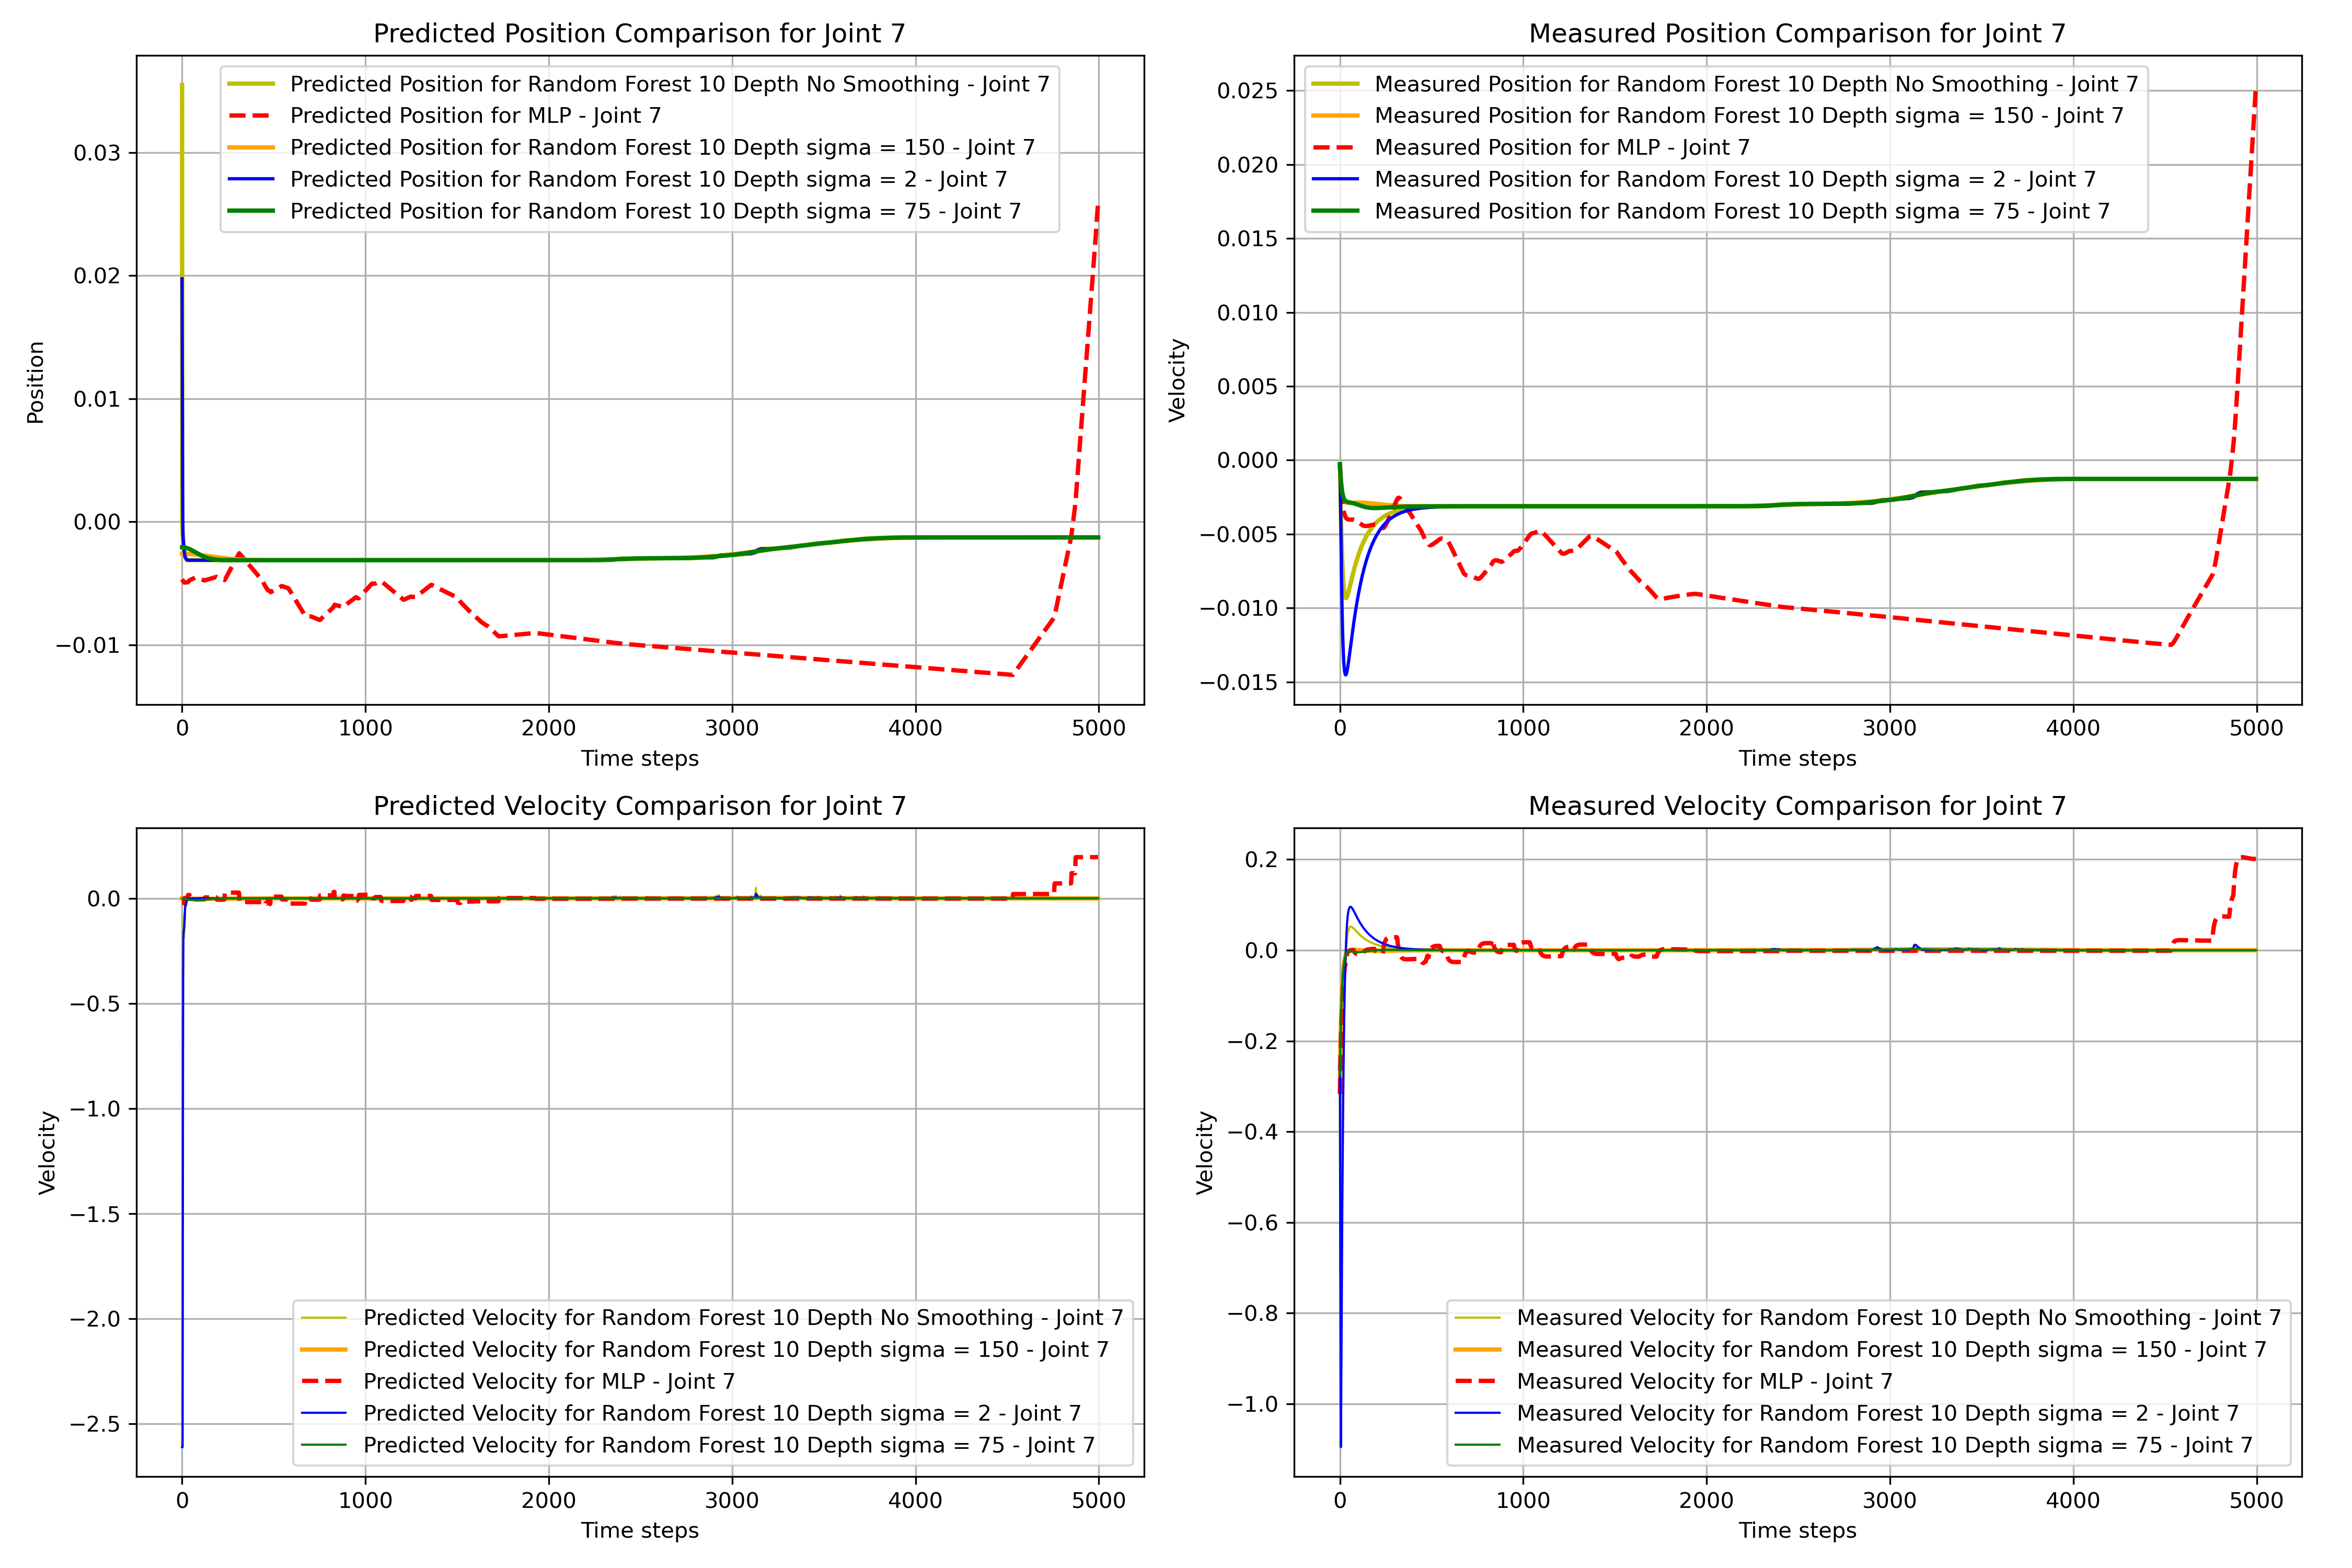 Predicted Position Comparison for Joint 7
Predicted Position for Random Forest 10 Depth No Smoothing - Joint 7
Predicted Position for MLP - Joint 7
Predicted Position for Random Forest 10 Depth sigma = 150 - Joint 7
Predicted Position for Random Forest 10 Depth sigma = 2 - Joint 7
Predicted Position for Random Forest 10 Depth sigma = 75 - Joint 7
Position
0.03
0.02
0.01
0.00
−0.01
0 1000 2000 3000 4000 5000
Time steps
Measured Position Comparison for Joint 7
Measured Position for Random Forest 10 Depth No Smoothing - Joint 7
Measured Position for Random Forest 10 Depth sigma = 150 - Joint 7
Measured Position for MLP - Joint 7
Measured Position for Random Forest 10 Depth sigma = 2 - Joint 7
Measured Position for Random Forest 10 Depth sigma = 75 - Joint 7
Velocity
0.025
0.020
0.015
0.010
0.005
0.000
−0.005
−0.010
−0.015
0 1000 2000 3000 4000 5000
Time steps
Predicted Velocity Comparison for Joint 7
Velocity
0.0
−0.5
−1.0
−1.5
−2.0
−2.5
Predicted Velocity for Random Forest 10 Depth No Smoothing - Joint 7
Predicted Velocity for Random Forest 10 Depth sigma = 150 - Joint 7
Predicted Velocity for MLP - Joint 7
Predicted Velocity for Random Forest 10 Depth sigma = 2 - Joint 7
Predicted Velocity for Random Forest 10 Depth sigma = 75 - Joint 7
0 1000 2000 3000 4000 5000
Time steps
Measured Velocity Comparison for Joint 7
Velocity
0.2
0.0
−0.2
−0.4
−0.6
−0.8
−1.0
Measured Velocity for Random Forest 10 Depth No Smoothing - Joint 7
Measured Velocity for Random Forest 10 Depth sigma = 150 - Joint 7
Measured Velocity for MLP - Joint 7
Measured Velocity for Random Forest 10 Depth sigma = 2 - Joint 7
Measured Velocity for Random Forest 10 Depth sigma = 75 - Joint 7
0 1000 2000 3000 4000 5000
Time steps